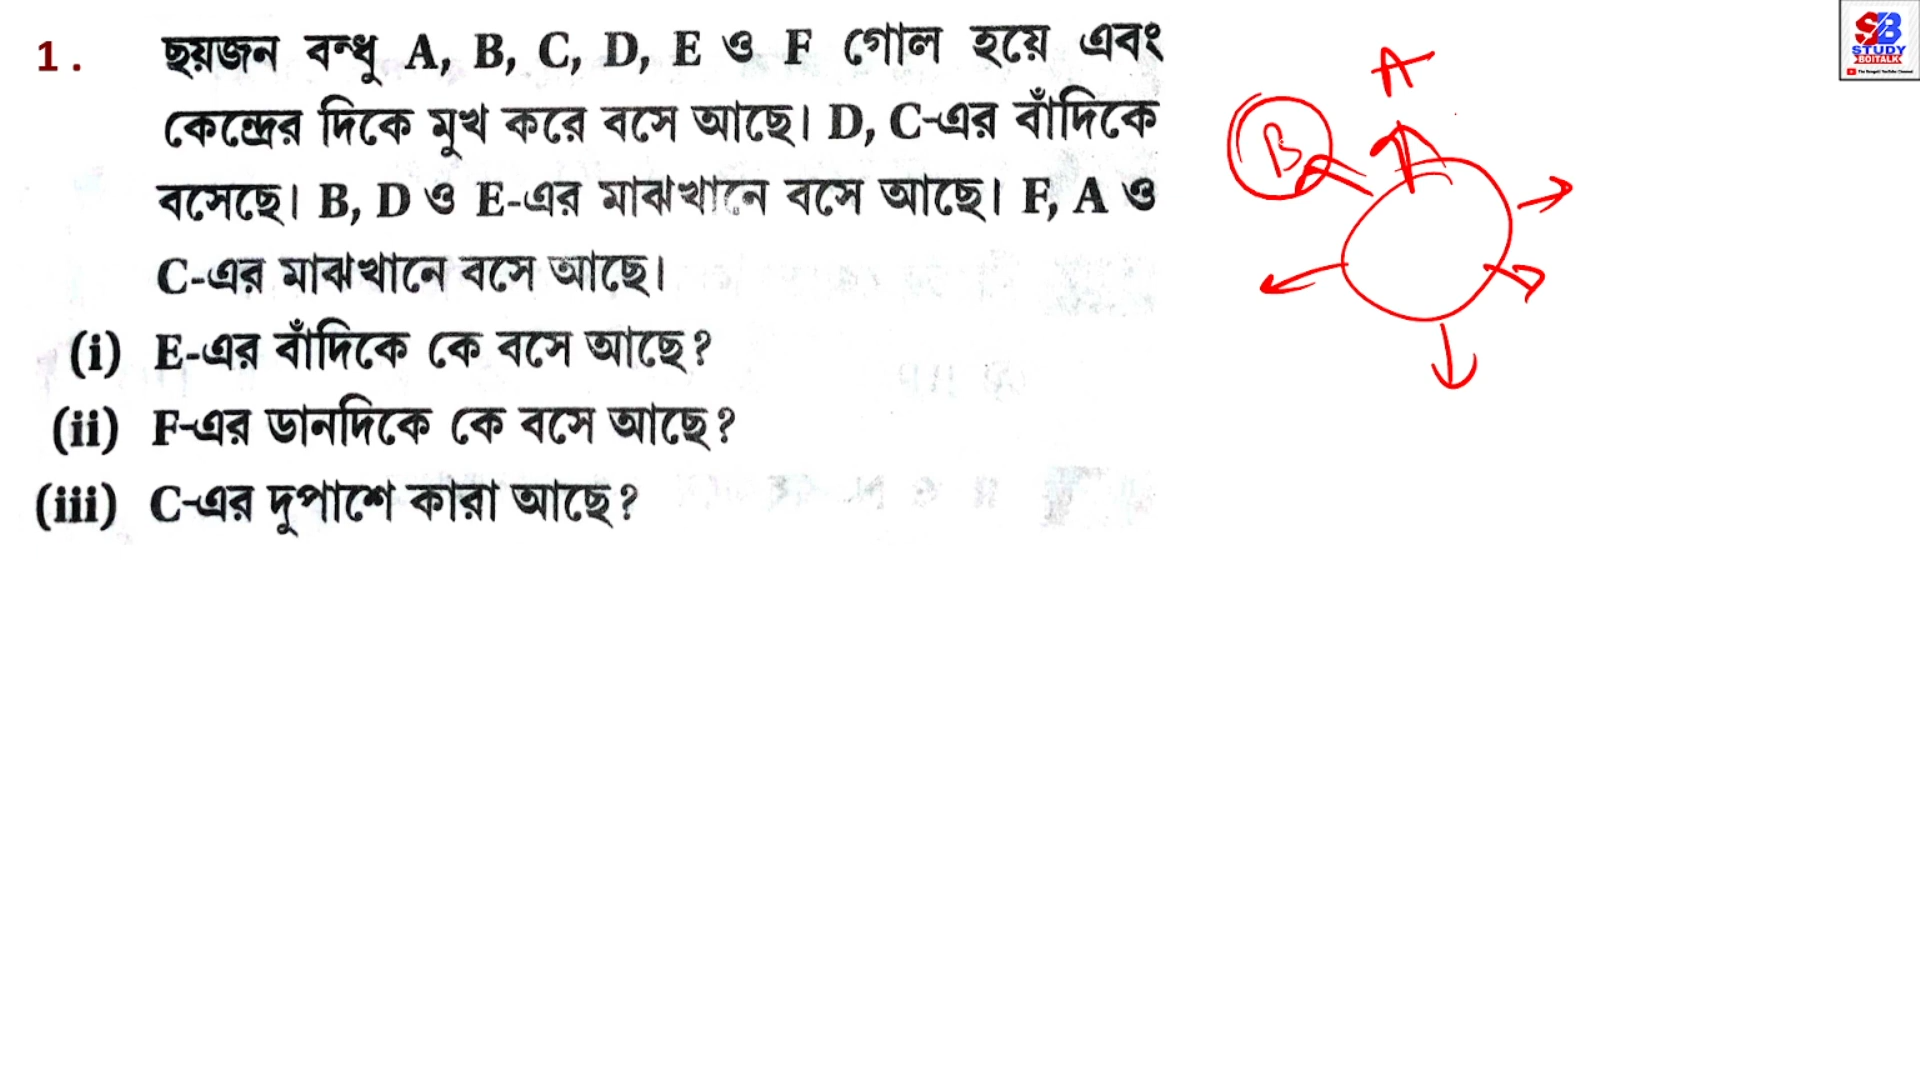 1. ছয়জন বন্ধু A, B, C, D, E ও F গোল হয়ে এবং
কেন্দ্রের দিকে মুখ করে বসে আছে। D, C-এর বাঁদিকে
বসেছে। B, D ও E-এর মাঝখানে বসে আছে। F, A ও
C-এর মাঝখানে বসে আছে।
(i) E-এর বাঁদিকে কে বসে আছে?
(ii) F-এর ডানদিকে কে বসে আছে?
(iii) C-এর দুপাশে কারা আছে?
A
B
SB
STUDY
BOITALK